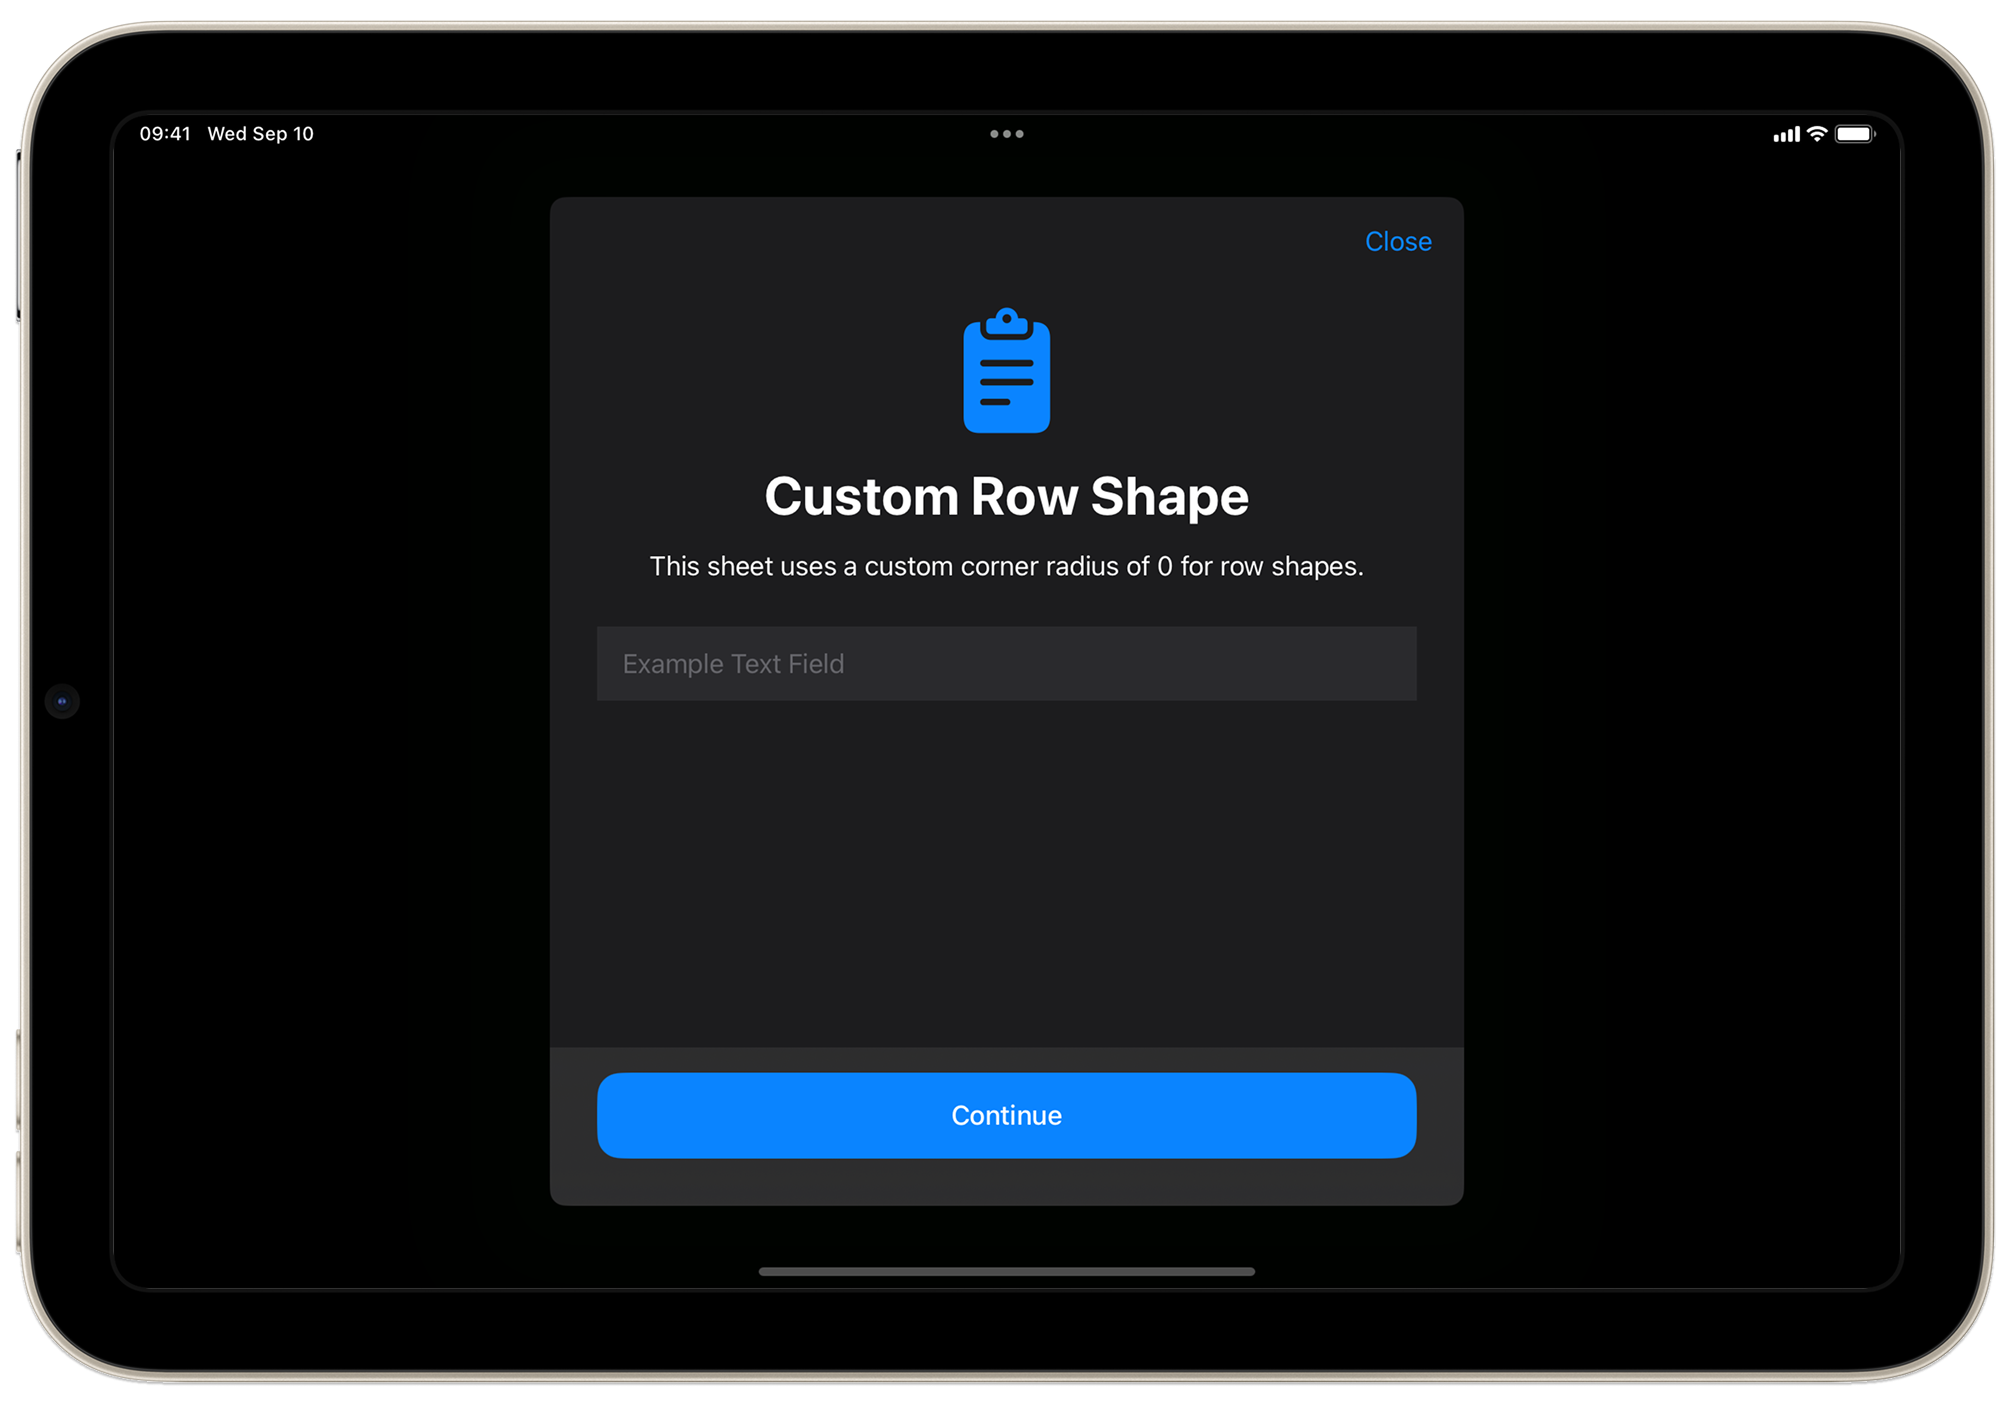 09:41 Wed Sep 10
Close
Custom Row Shape
This sheet uses a custom corner radius of 0 for row shapes.
Example Text Field
Continue